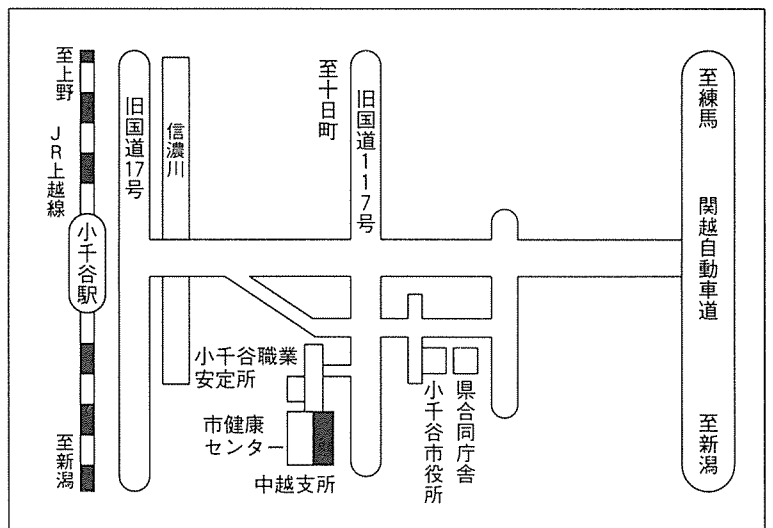 至上野
JR上越線
小千谷駅
至新潟
旧国道17号
信濃川
至十日町
旧国道117号
小千谷職業
安定所
市健康
センター
中越支所
小千谷市役所
県合同庁舎
至練馬
関越自動車道
至新潟